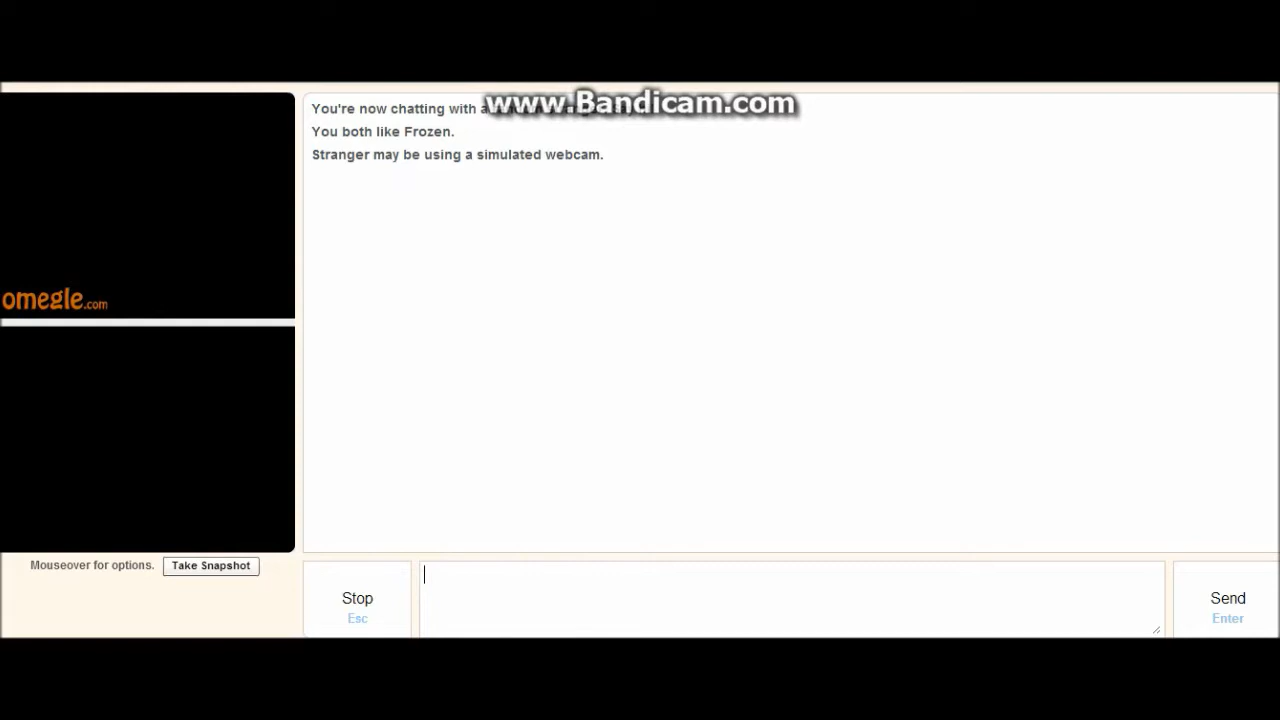 www.Bandicam.com
You're now chatting with a
You both like Frozen.
Stranger may be using a simulated webcam.
omegle.com
Mouseover for options.
Take Snapshot
Stop
Esc
Send
Enter